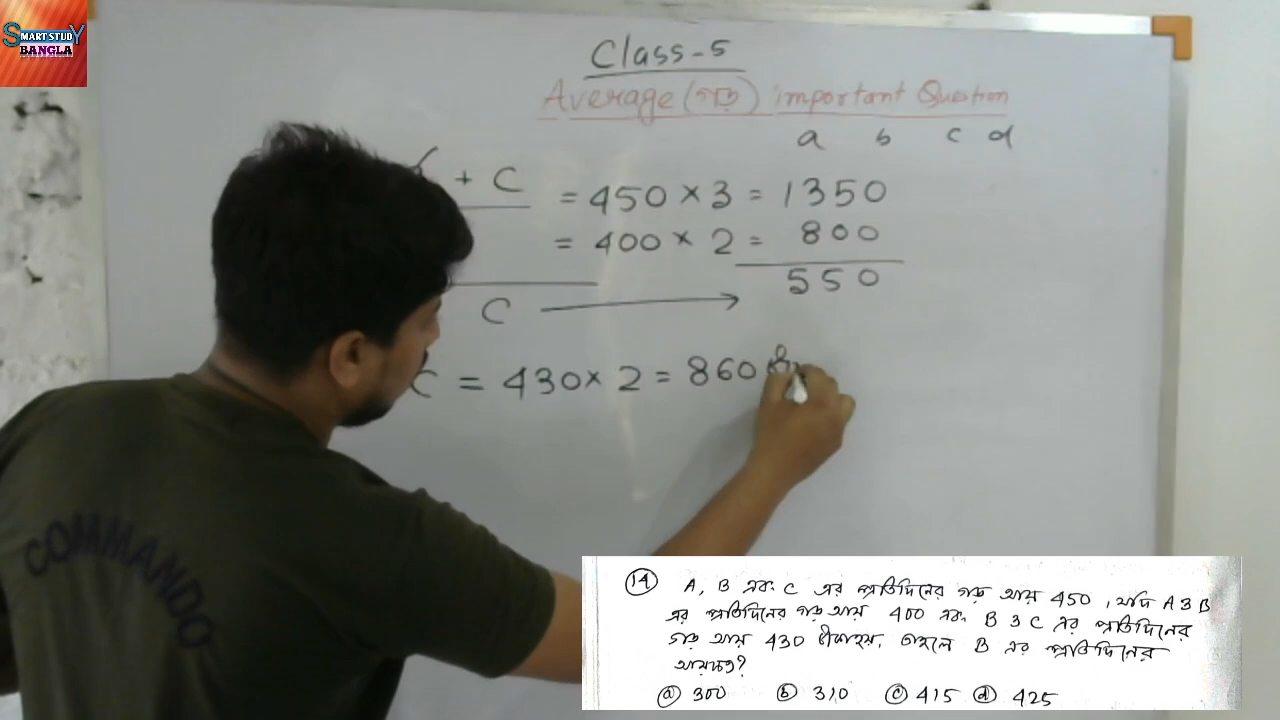 SMART STUDY
BANGLA
Class-5
Average (গড়) important Question
a b c d
+ C = 450 × 3 = 1350
= 400 × 2 = 800
550
C
C = 430 × 2 = 860
COMMANDO
14 A, B এবং C এর প্রতিদিনের গড় আয় 450, যদি A ও B
এর প্রতিদিনের গড় আয় 400 এবং B ও C এর প্রতিদিনের
গড় আয় 430 টাকা হয়, তাহলে B এর প্রতিদিনের
আয় কত?
a 300 b 310 c 415 d 425